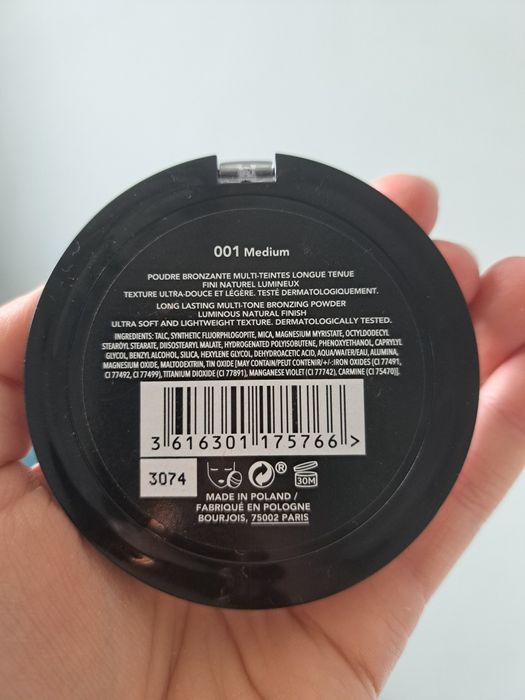 001 Medium
POUDRE BRONZANTE MULTI-TEINTES LONGUE TENUE
FINI NATUREL LUMINEUX
TEXTURE ULTRA-DOUCE ET LÉGÈRE. TESTÉ DERMATOLOGIQUEMENT.
LONG LASTING MULTI-TONE BRONZING POWDER
LUMINOUS NATURAL FINISH
ULTRA SOFT AND LIGHTWEIGHT TEXTURE. DERMATOLOGICALLY TESTED.
INGREDIENTS: TALC, SYNTHETIC FLUORPHLOGOPITE, MICA, MAGNESIUM MYRISTATE, OCTYLDODECYL
STEAROYL STEARATE, DIISOSTEARYL MALATE, HYDROGENATED POLYISOBUTENE, PHENOXYETHANOL, CAPRYLYL
GLYCOL, BENZYL ALCOHOL, SILICA, HEXYLENE GLYCOL, DEHYDROACETIC ACID, AQUA/WATER/EAU, ALUMINA,
MAGNESIUM OXIDE, MALTODEXTRIN, TIN OXIDE [MAY CONTAIN/PEUT CONTENIR/+/-:IRON OXIDES (CI 77491,
CI 77492, CI 77499), TITANIUM DIOXIDE (CI 77891), MANGANESE VIOLET (CI 77742), CARMINE (CI 75470)].
3 616301 175766 >
3074
®
30M
MADE IN POLAND /
FABRIQUÉ EN POLOGNE
BOURJOIS, 75002 PARIS